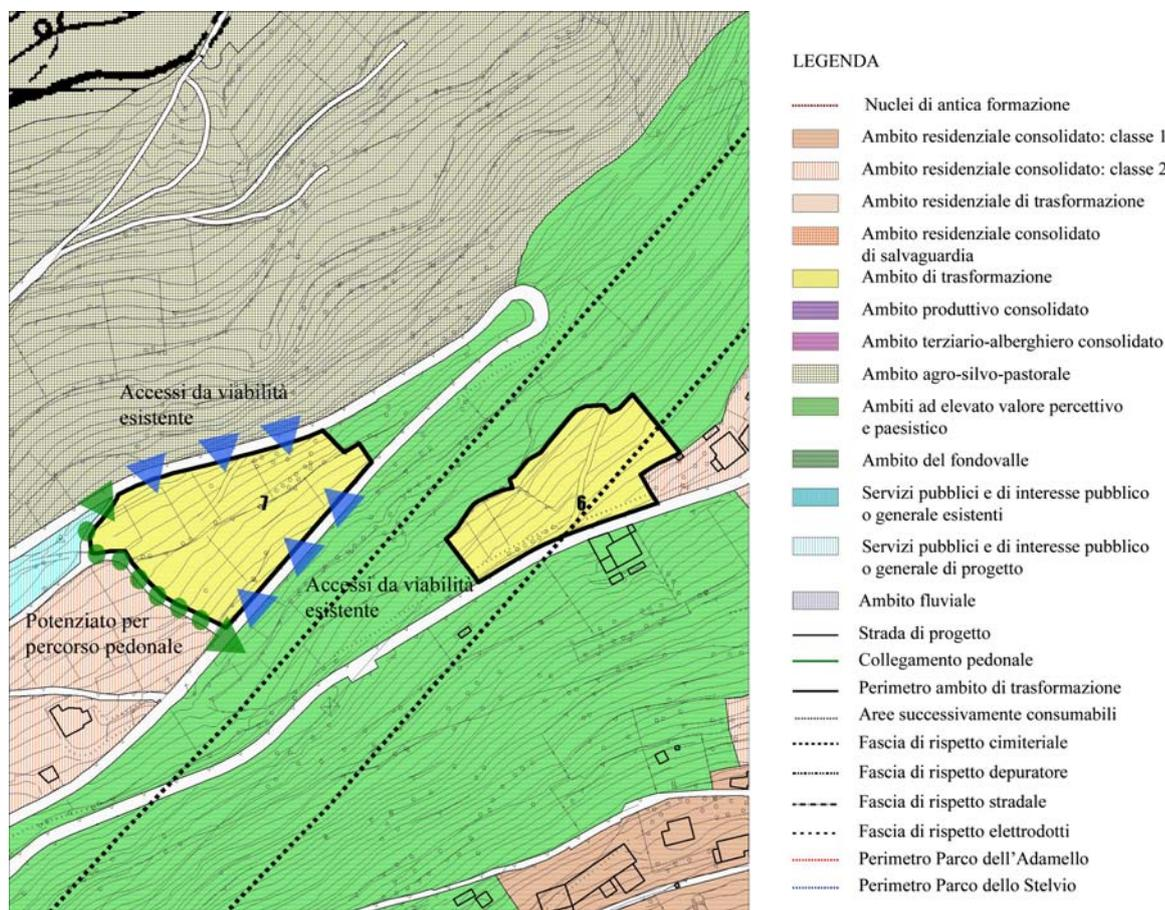 Accessi da viabilità
esistente
7
6
Accessi da viabilità
esistente
Potenziato per
percorso pedonale
LEGENDA
Nuclei di antica formazione
Ambito residenziale consolidato: classe 1
Ambito residenziale consolidato: classe 2
Ambito residenziale di trasformazione
Ambito residenziale consolidato
di salvaguardia
Ambito di trasformazione
Ambito produttivo consolidato
Ambito terziario-alberghiero consolidato
Ambito agro-silvo-pastorale
Ambiti ad elevato valore percettivo
e paesistico
Ambito del fondovalle
Servizi pubblici e di interesse pubblico
o generale esistenti
Servizi pubblici e di interesse pubblico
o generale di progetto
Ambito fluviale
Strada di progetto
Collegamento pedonale
Perimetro ambito di trasformazione
Aree successivamente consumabili
Fascia di rispetto cimiteriale
Fascia di rispetto depuratore
Fascia di rispetto stradale
Fascia di rispetto elettrodotti
Perimetro Parco dell'Adamello
Perimetro Parco dello Stelvio